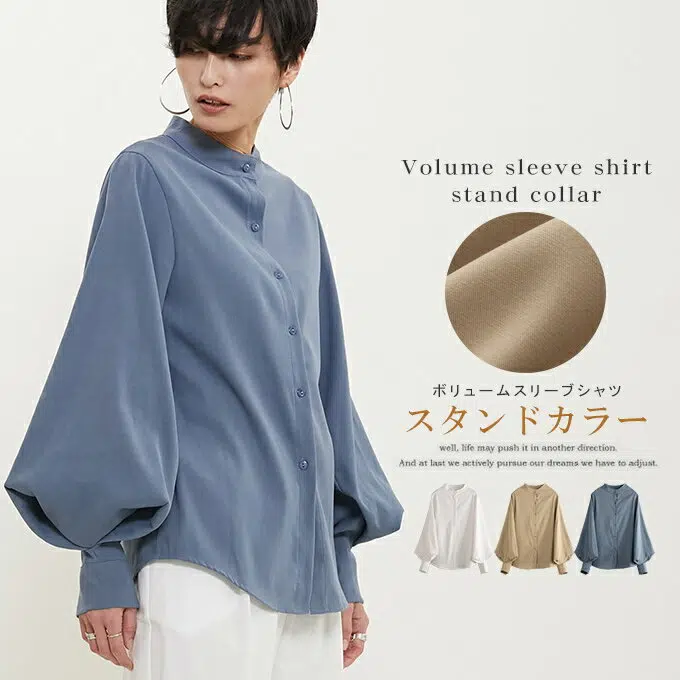 Volume sleeve shirt
stand collar
ボリュームスリーブシャツ
スタンドカラー
well, life may push it in another direction.
And at last we actively pursue our dreams we have to adjust.